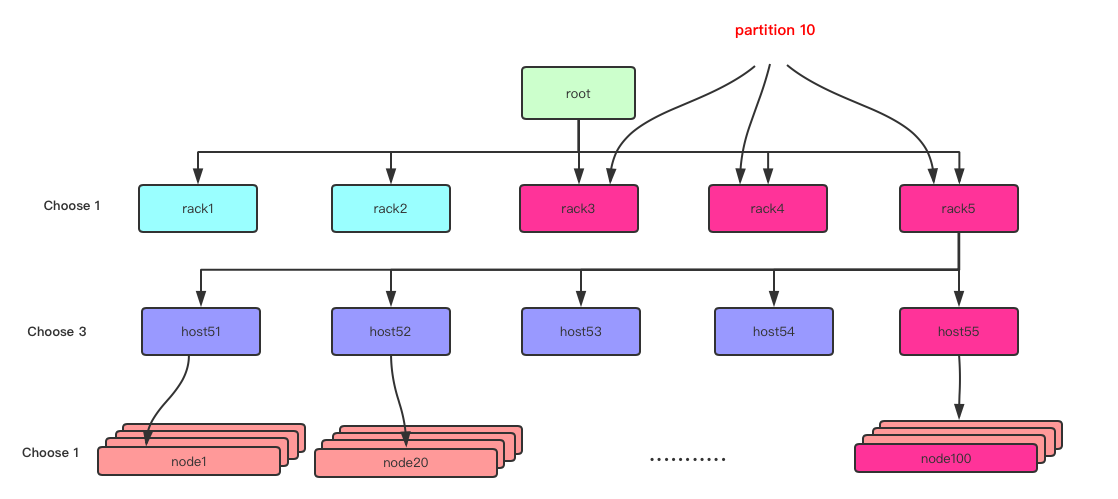 partition 10
root
Choose 1
rack1
rack2
rack3
rack4
rack5
Choose 3
host51
host52
host53
host54
host55
Choose 1
node1
node20
...........
node100